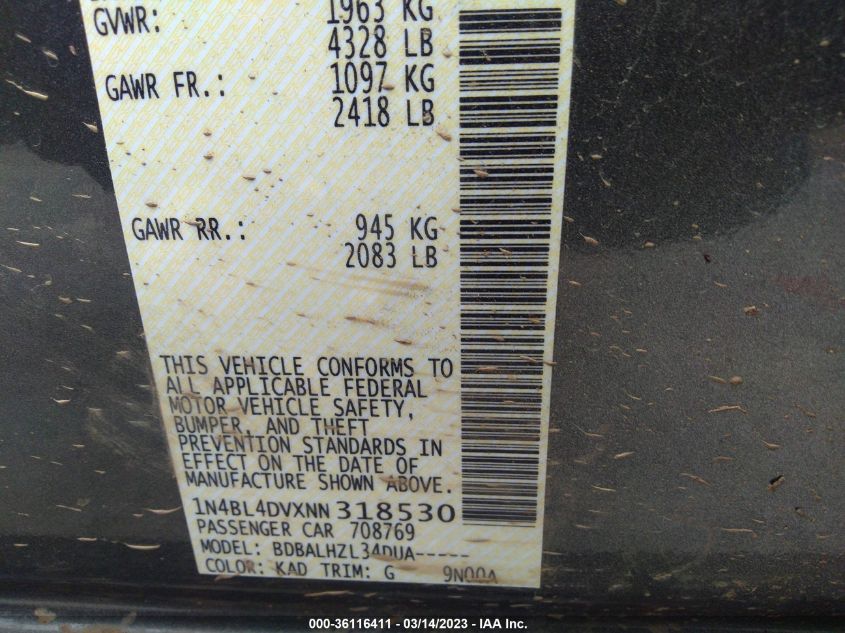 GVWR: 1963 KG
4328 LB
GAWR FR.: 1097 KG
2418 LB
GAWR RR.: 945 KG
2083 LB
THIS VEHICLE CONFORMS TO
ALL APPLICABLE FEDERAL
MOTOR VEHICLE SAFETY,
BUMPER, AND THEFT
PREVENTION STANDARDS IN
EFFECT ON THE DATE OF
MANUFACTURE SHOWN ABOVE.
1N4BL4DVXNN318530
PASSENGER CAR 708769
MODEL: BDBALHZL34DUA-----
COLOR: KAD TRIM: G 9N00A
000-36116411 - 03/14/2023 - IAA Inc.